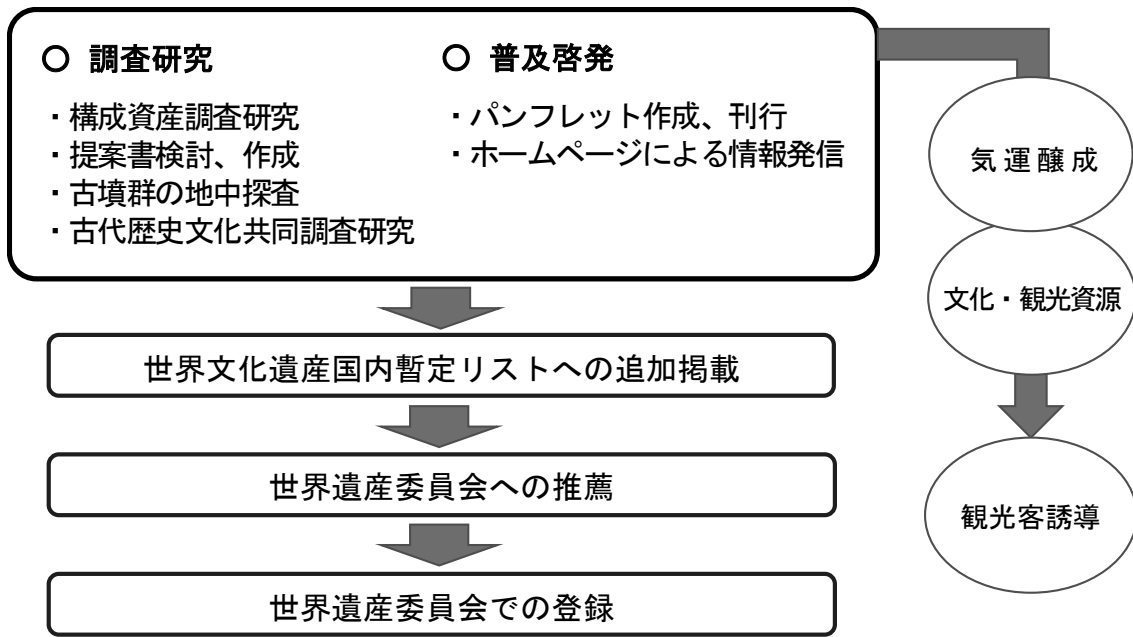 ○ 調査研究
・構成資産調査研究
・提案書検討、作成
・古墳群の地中探査
・古代歴史文化共同調査研究
○ 普及啓発
・パンフレット作成、刊行
・ホームページによる情報発信
世界文化遺産国内暫定リストへの追加掲載
世界遺産委員会への推薦
世界遺産委員会での登録
気運醸成
文化・観光資源
観光客誘導